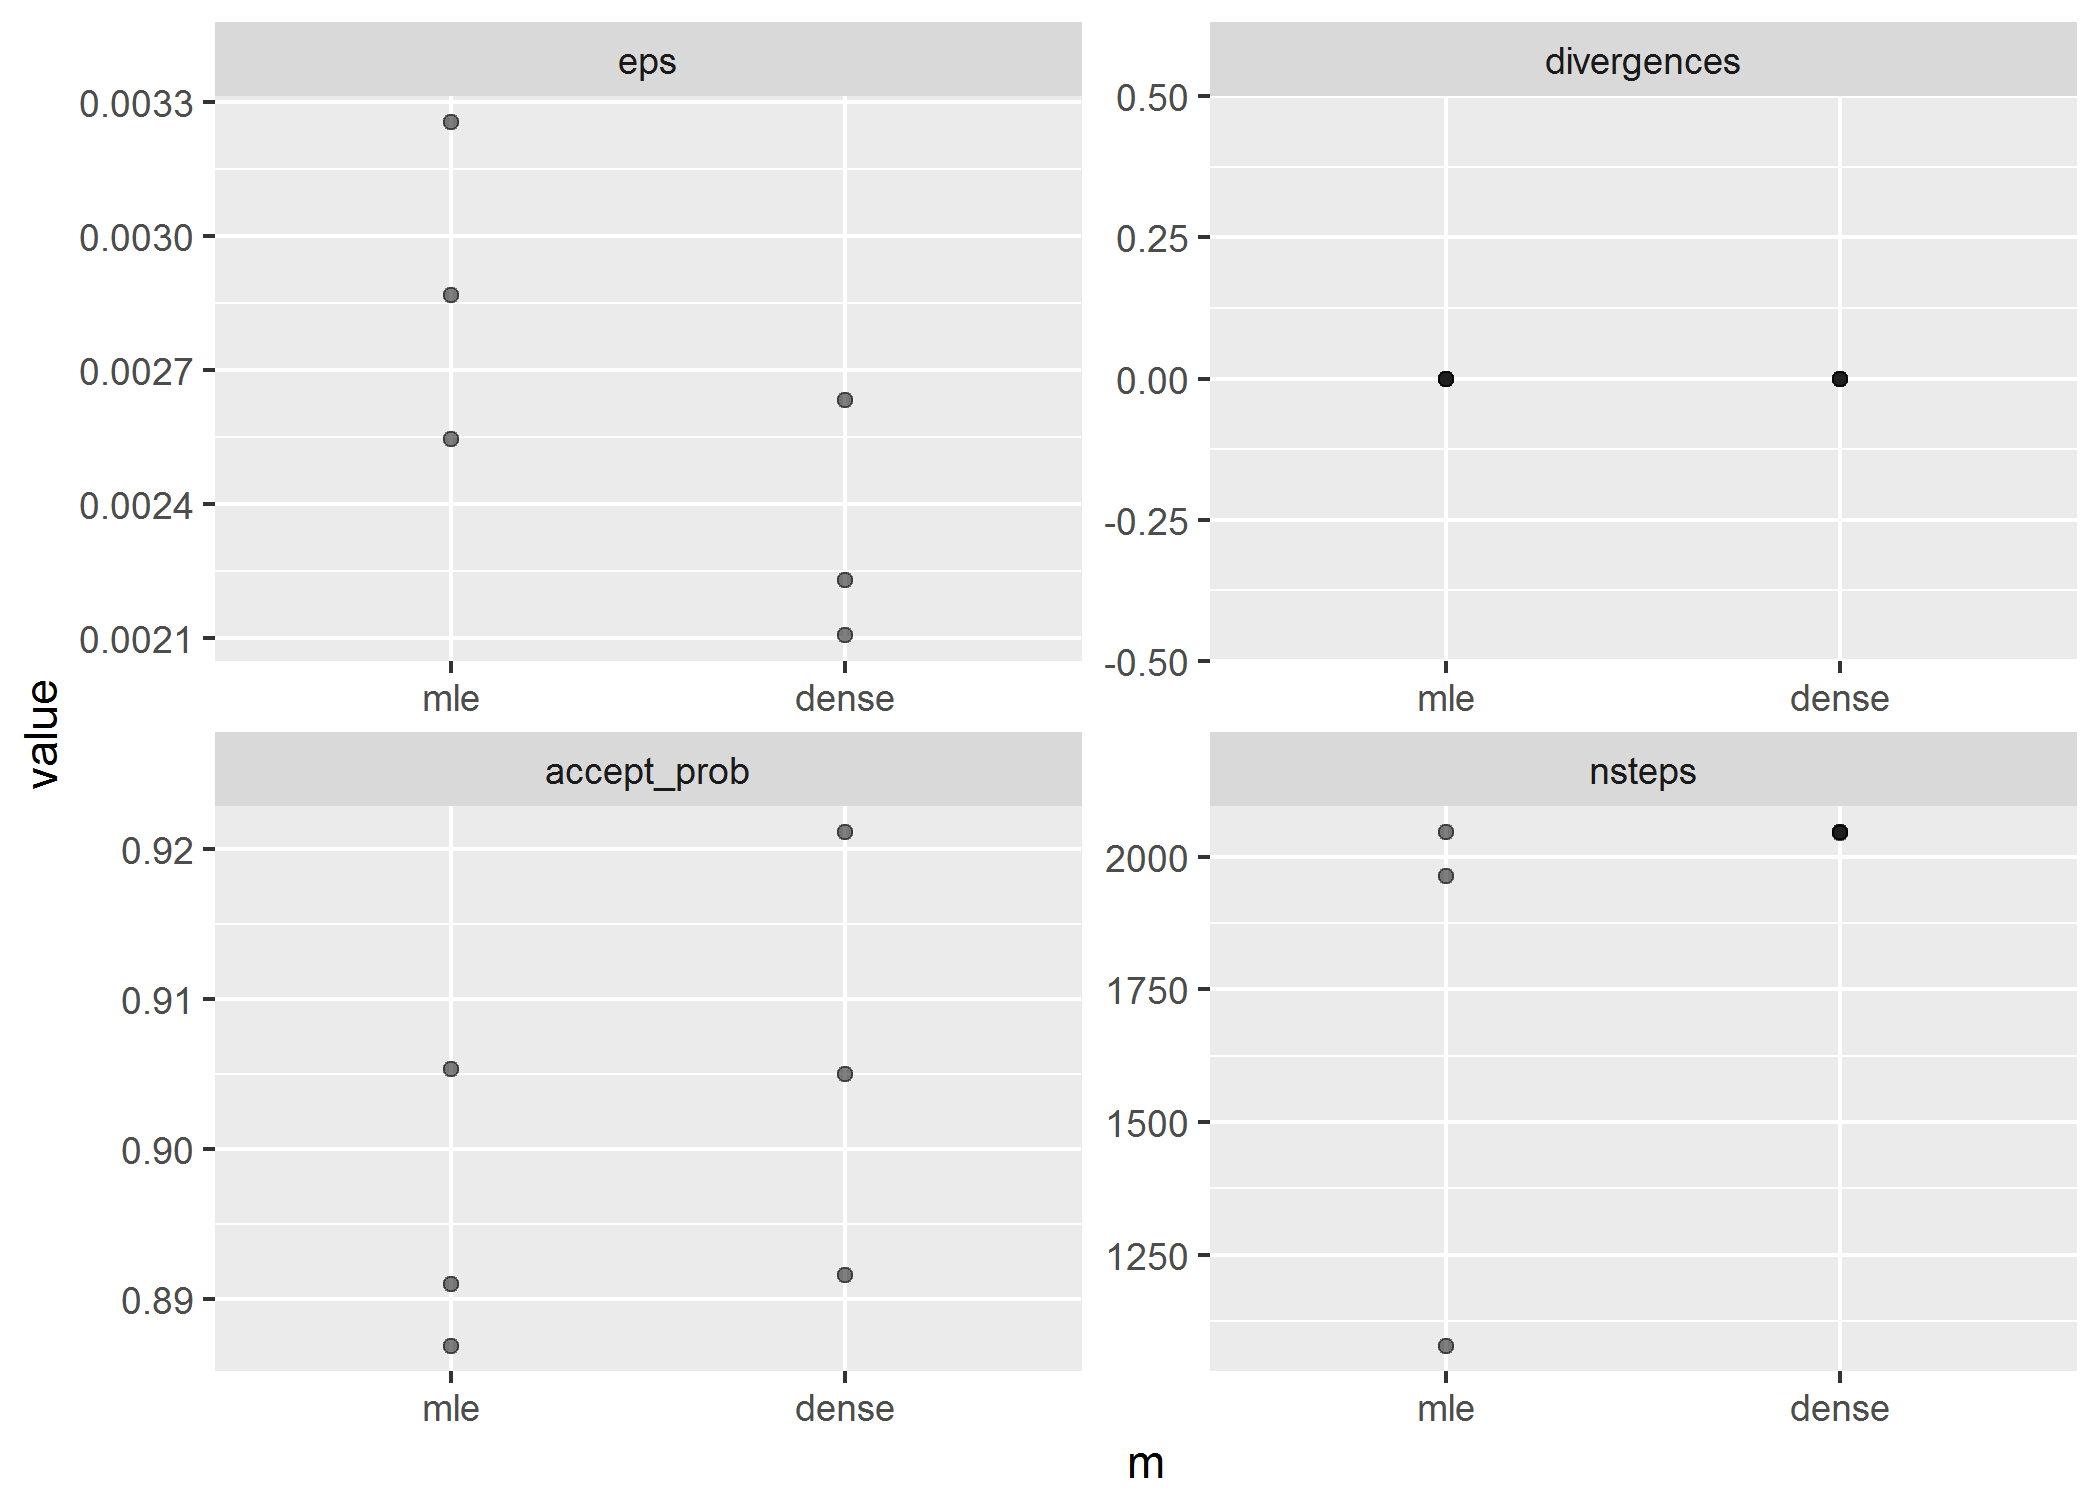 eps
divergences
0.0033
0.0030
0.0027
0.0024
0.0021
0.50
0.25
0.00
-0.25
-0.50
mle
dense
mle
dense
value
accept_prob
nsteps
0.92
0.91
0.90
0.89
2000
1750
1500
1250
mle
dense
mle
dense
m